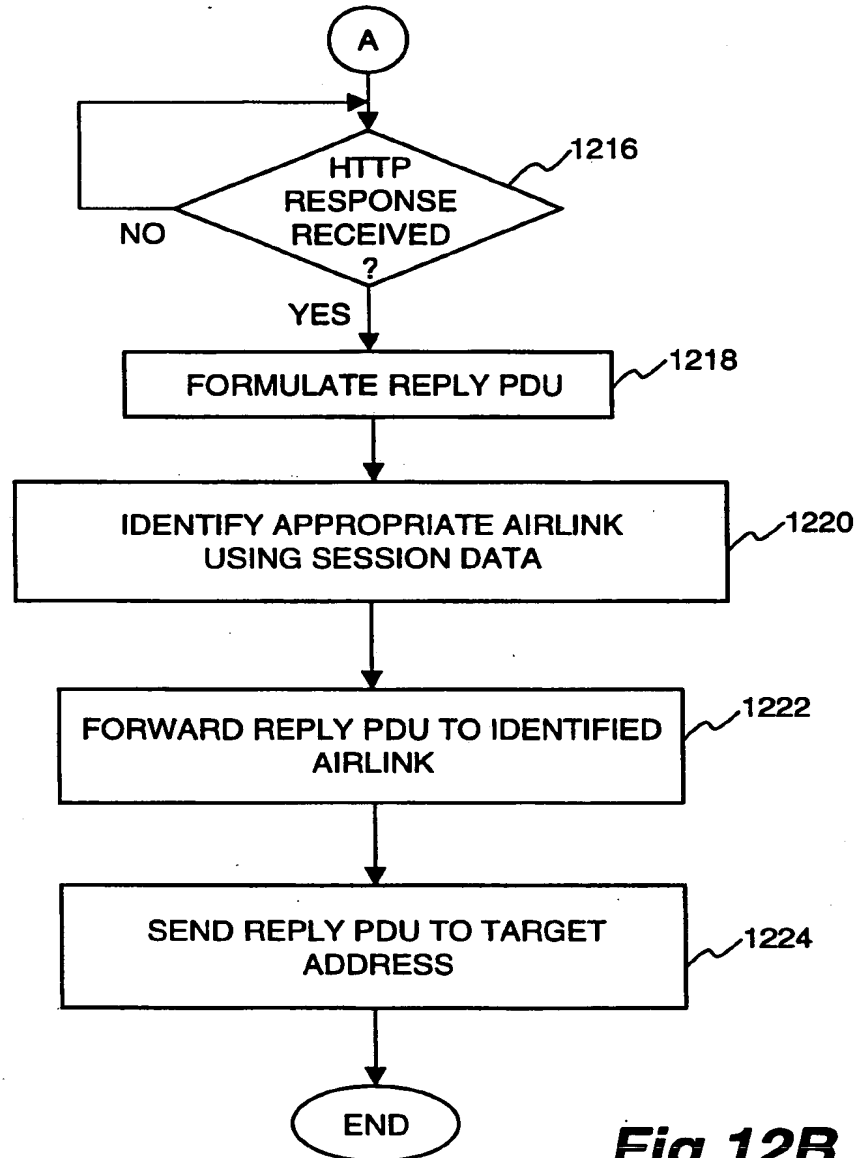 A
HTTP
RESPONSE
RECEIVED
?
1216
NO
YES
FORMULATE REPLY PDU
1218
IDENTIFY APPROPRIATE AIRLINK
USING SESSION DATA
1220
FORWARD REPLY PDU TO IDENTIFIED
AIRLINK
1222
SEND REPLY PDU TO TARGET
ADDRESS
1224
END
Fig 12B